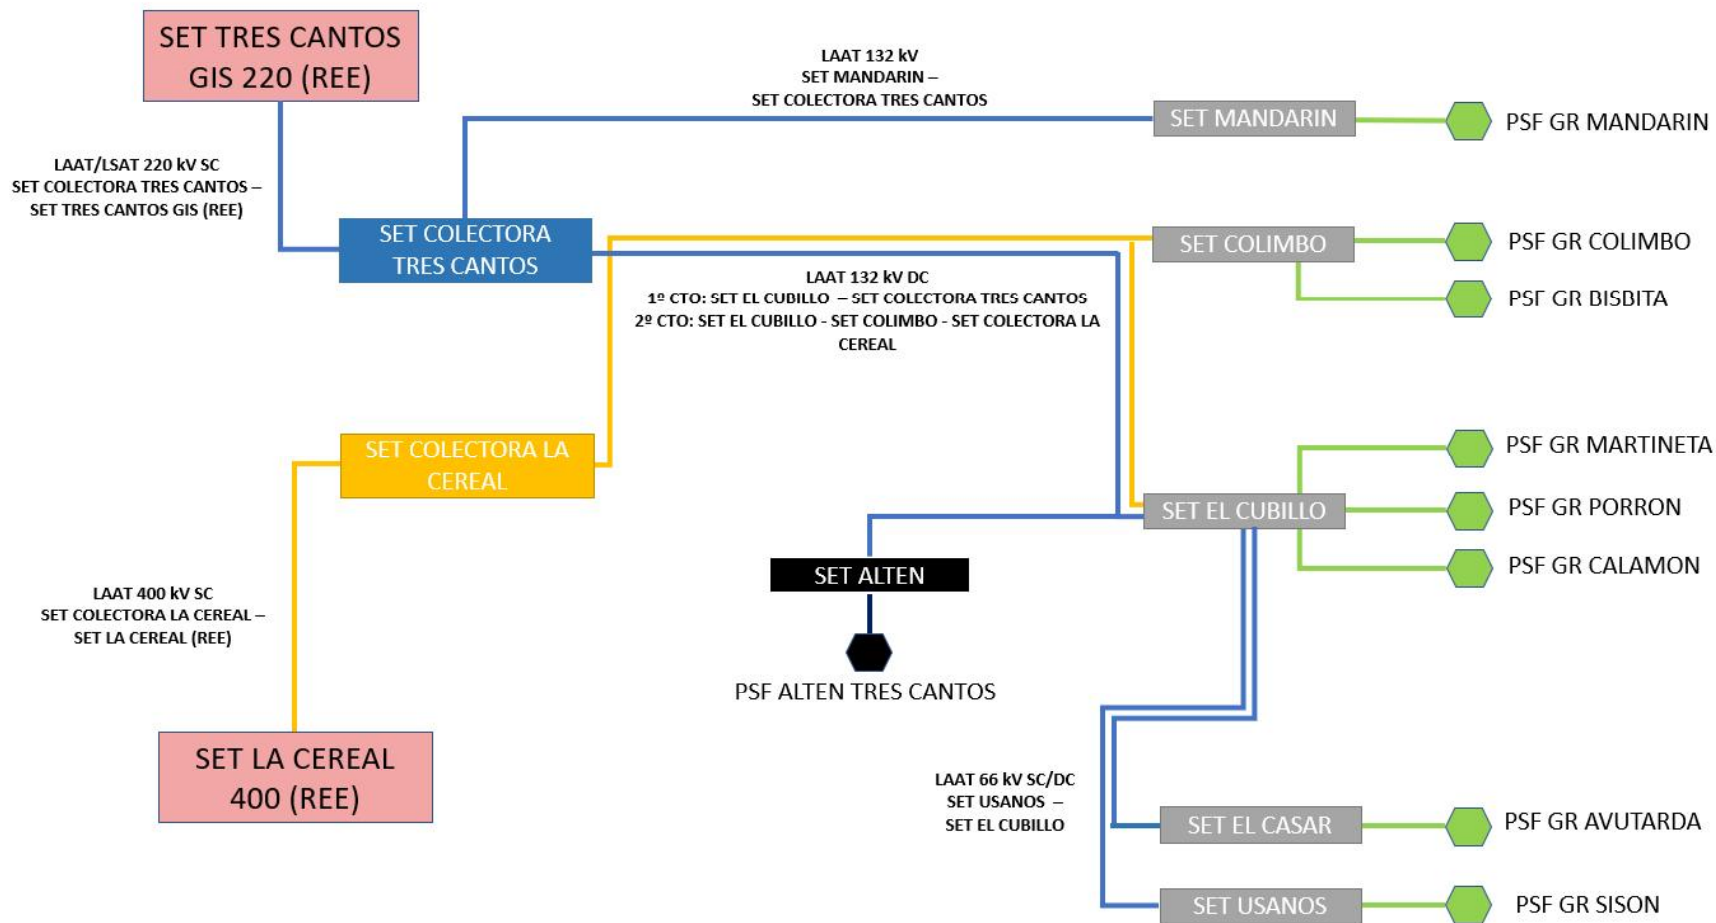 SET TRES CANTOS
GIS 220 (REE)
LAAT 132 kV
SET MANDARIN –
SET COLECTORA TRES CANTOS
SET MANDARIN
PSF GR MANDARIN
LAAT/LSAT 220 kV SC
SET COLECTORA TRES CANTOS –
SET TRES CANTOS GIS (REE)
SET COLECTORA
TRES CANTOS
SET COLIMBO
PSF GR COLIMBO
PSF GR BISBITA
LAAT 132 kV DC
1º CTO: SET EL CUBILLO – SET COLECTORA TRES CANTOS
2º CTO: SET EL CUBILLO - SET COLIMBO - SET COLECTORA LA
CEREAL
SET COLECTORA LA
CEREAL
PSF GR MARTINETA
SET EL CUBILLO
PSF GR PORRON
PSF GR CALAMON
SET ALTEN
PSF ALTEN TRES CANTOS
LAAT 400 kV SC
SET COLECTORA LA CEREAL –
SET LA CEREAL (REE)
SET LA CEREAL
400 (REE)
LAAT 66 kV SC/DC
SET USANOS –
SET EL CUBILLO
SET EL CASAR
PSF GR AVUTARDA
SET USANOS
PSF GR SISON